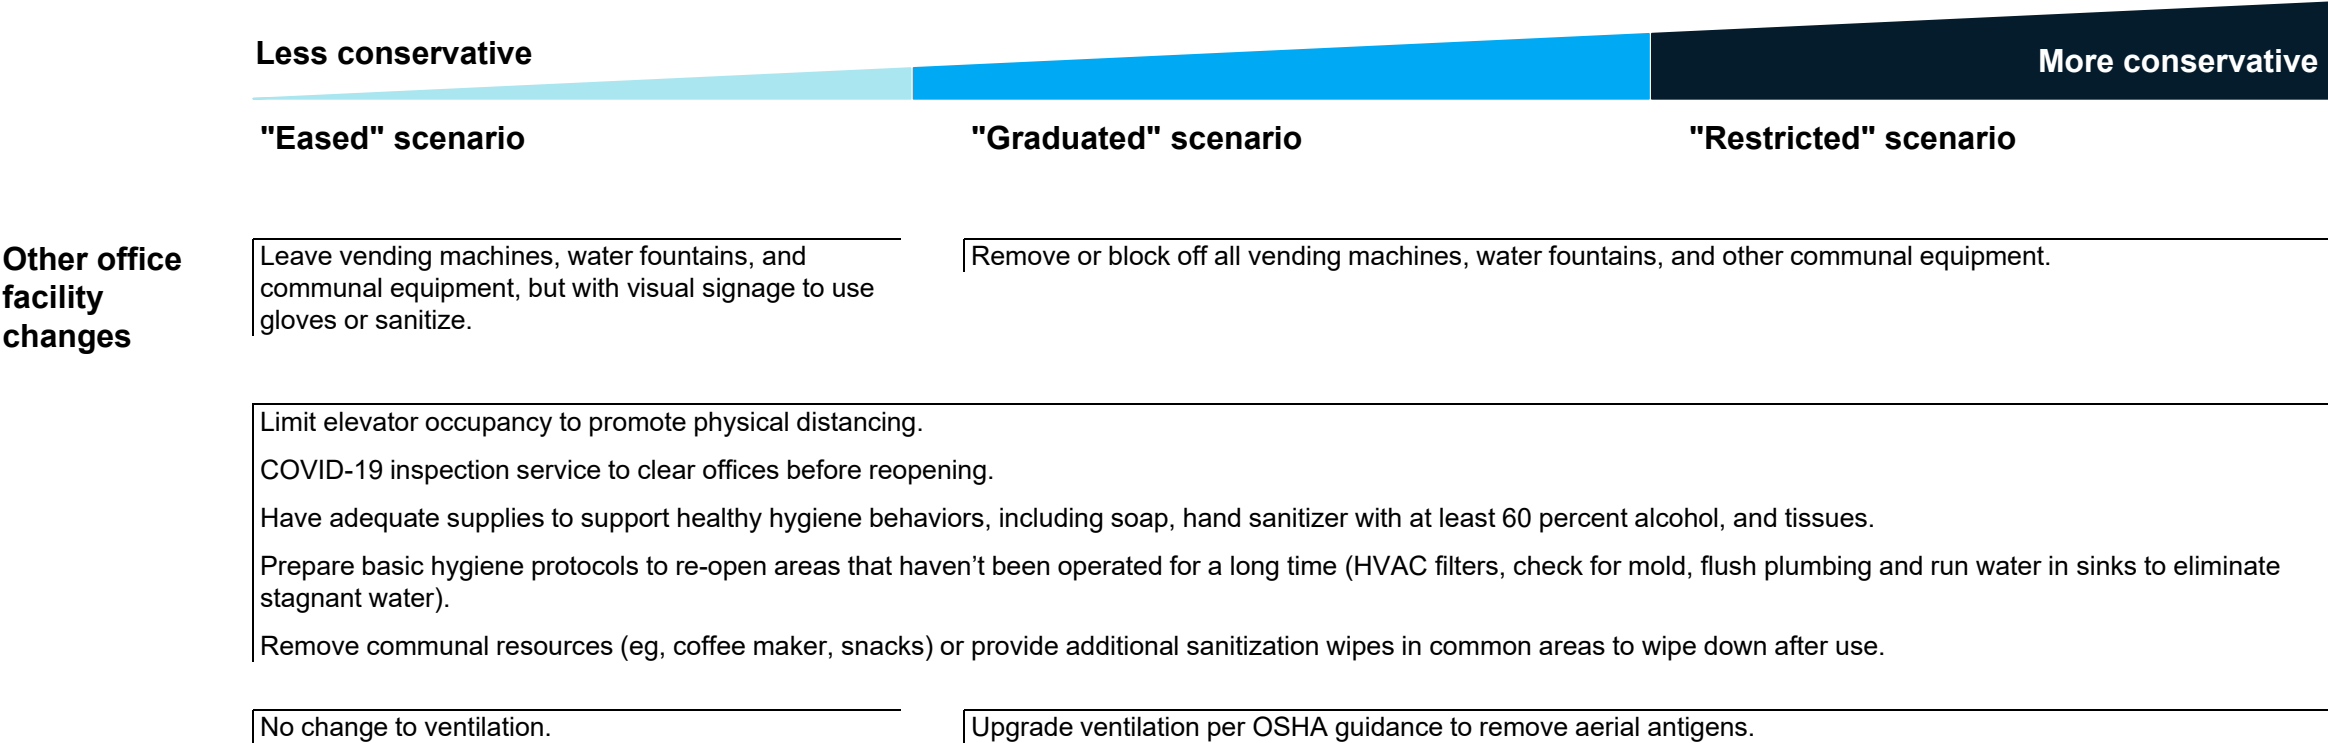 Less conservative
More conservative
"Eased" scenario
"Graduated" scenario
"Restricted" scenario
Other office
facility
changes
Leave vending machines, water fountains, and
communal equipment, but with visual signage to use
gloves or sanitize.
Remove or block off all vending machines, water fountains, and other communal equipment.
Limit elevator occupancy to promote physical distancing.
COVID-19 inspection service to clear offices before reopening.
Have adequate supplies to support healthy hygiene behaviors, including soap, hand sanitizer with at least 60 percent alcohol, and tissues.
Prepare basic hygiene protocols to re-open areas that haven’t been operated for a long time (HVAC filters, check for mold, flush plumbing and run water in sinks to eliminate
stagnant water).
Remove communal resources (eg, coffee maker, snacks) or provide additional sanitization wipes in common areas to wipe down after use.
No change to ventilation.
Upgrade ventilation per OSHA guidance to remove aerial antigens.